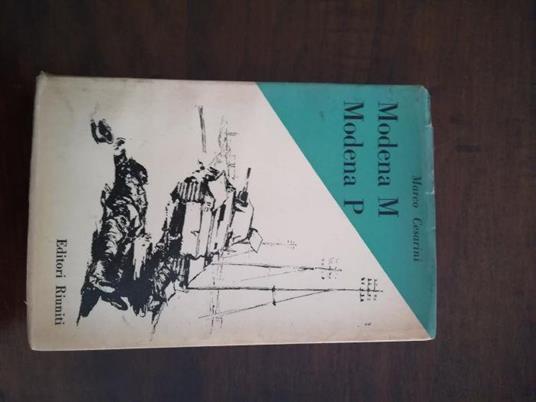 Marco Cesarini
Modena M
Modena P
Editori Riuniti